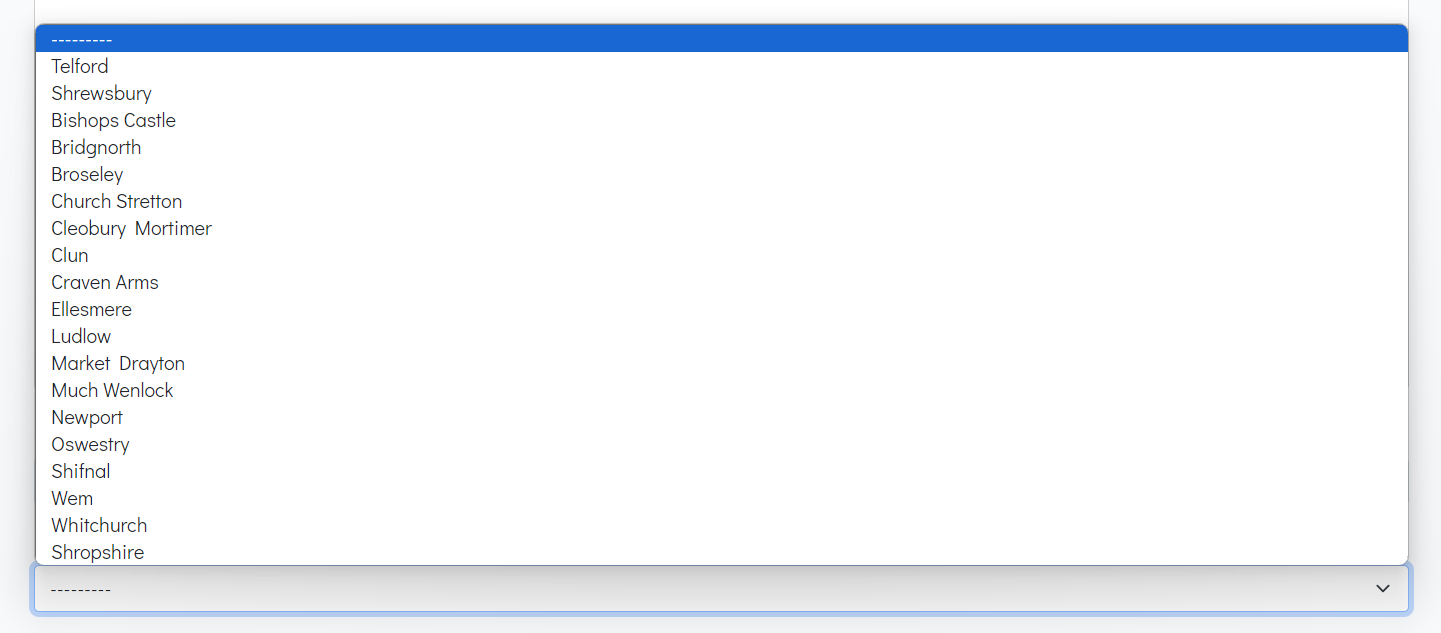 ---------
Telford
Shrewsbury
Bishops Castle
Bridgnorth
Broseley
Church Stretton
Cleobury Mortimer
Clun
Craven Arms
Ellesmere
Ludlow
Market Drayton
Much Wenlock
Newport
Oswestry
Shifnal
Wem
Whitchurch
Shropshire
---------